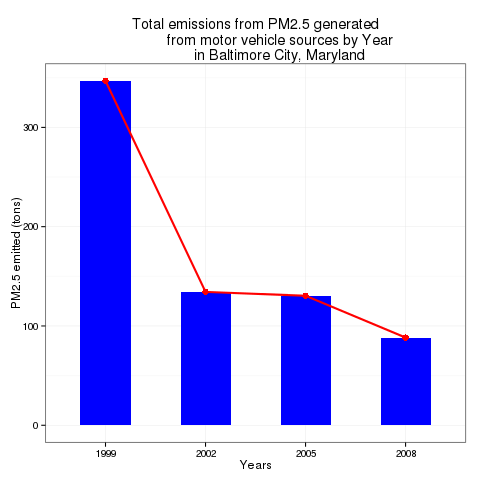 Total emissions from PM2.5 generated
from motor vehicle sources by Year
in Baltimore City, Maryland
PM2.5 emitted (tons)
300
200
100
0
1999 2002 2005 2008
Years